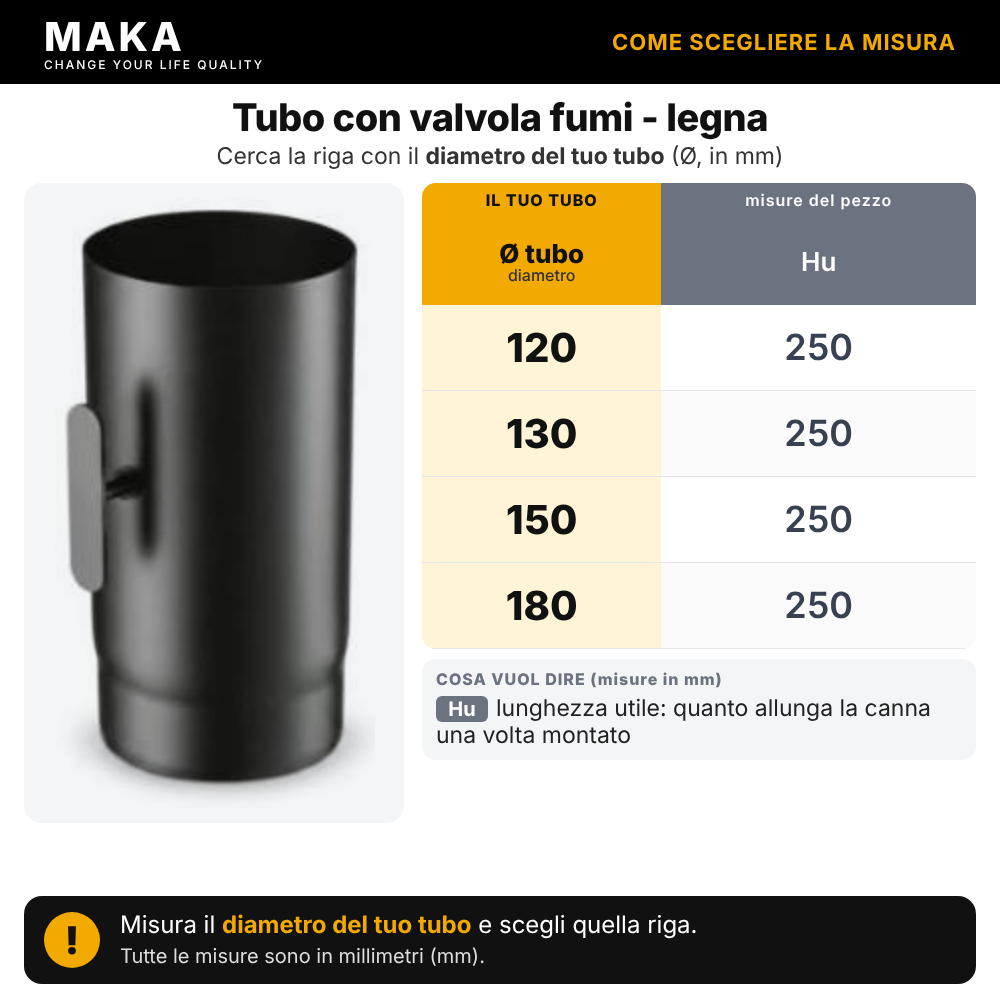 MAKA
CHANGE YOUR LIFE QUALITY
COME SCEGLIERE LA MISURA
Tubo con valvola fumi - legna
Cerca la riga con il diametro del tuo tubo (Ø, in mm)
IL TUO TUBO
misure del pezzo
Ø tubo
diametro
Hu
120
250
130
250
150
250
180
250
COSA VUOL DIRE (misure in mm)
Hu lunghezza utile: quanto allunga la canna
una volta montato
!
Misura il diametro del tuo tubo e scegli quella riga.
Tutte le misure sono in millimetri (mm).